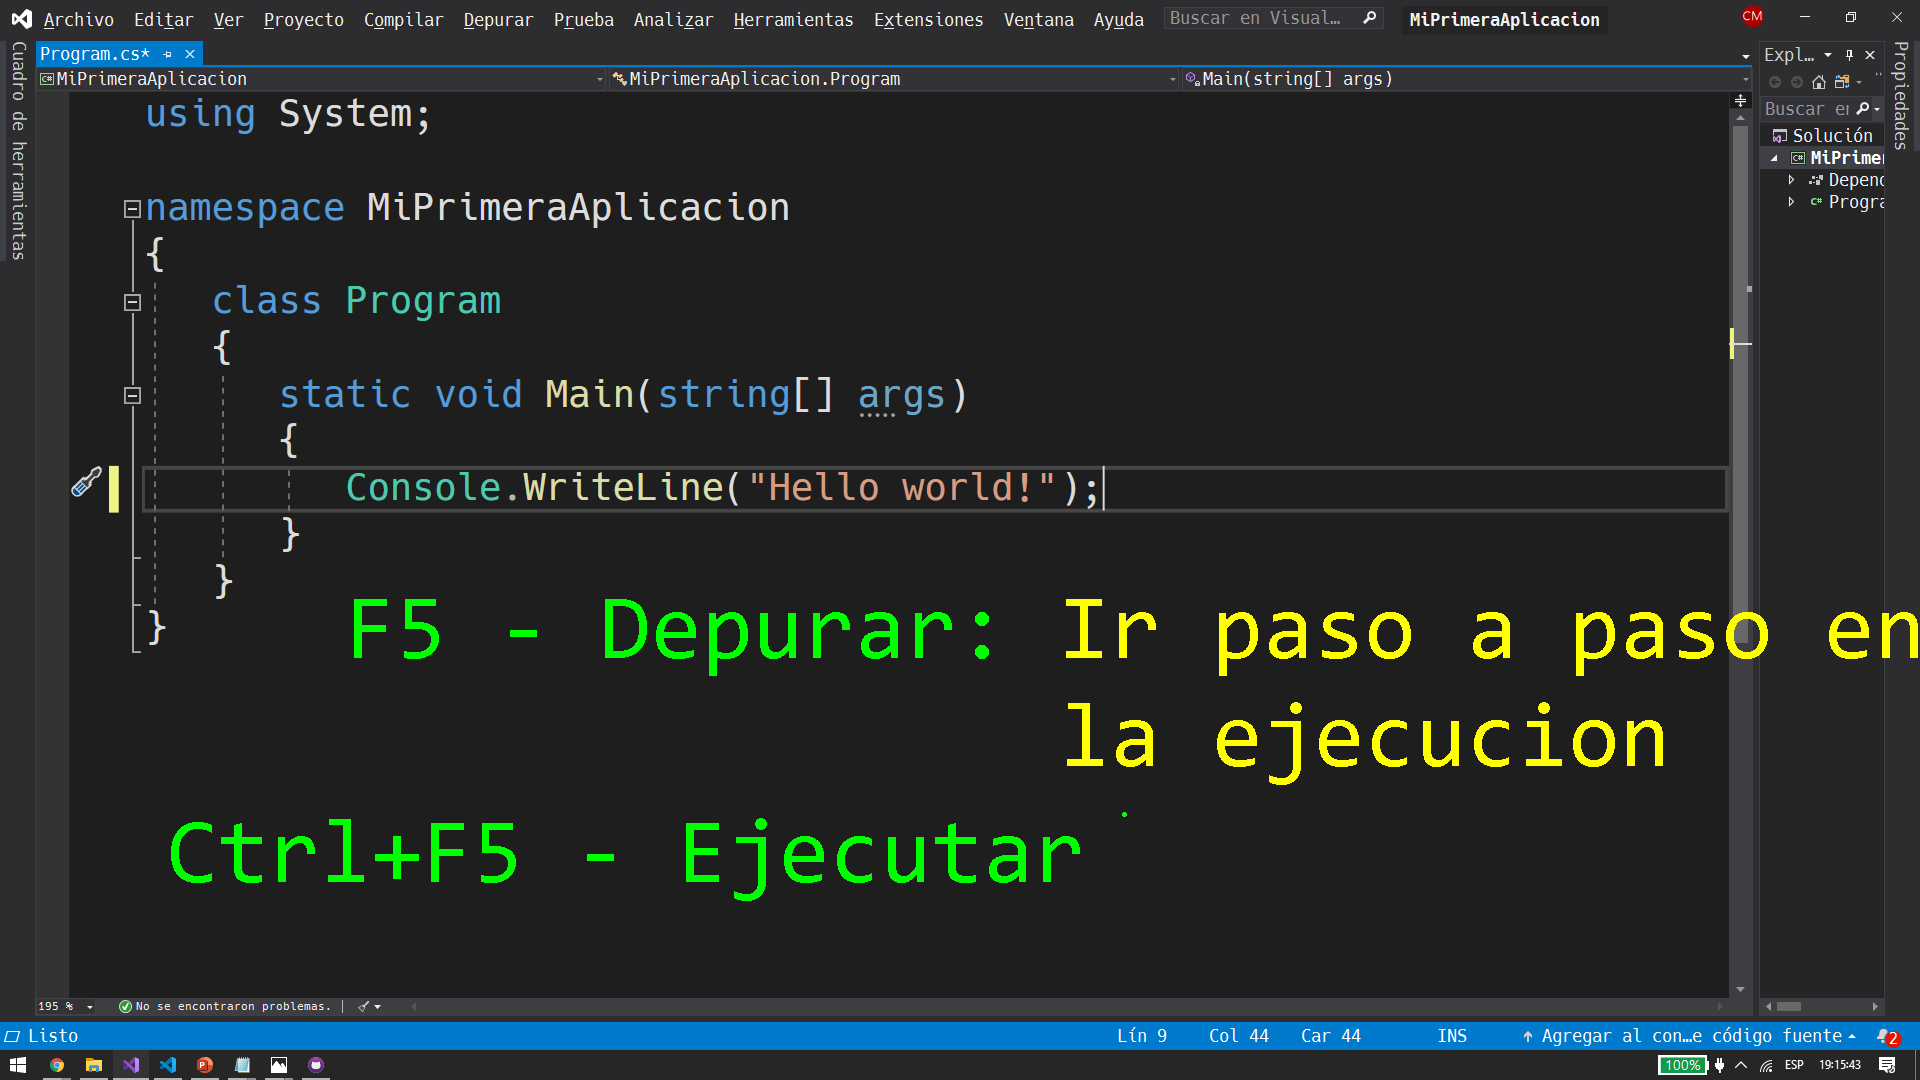 Archivo Editar Ver Proyecto Compilar Depurar Prueba Analizar Herramientas Extensiones Ventana Ayuda Buscar en Visual... MiPrimeraAplicacion CM
Program.cs*
MiPrimeraAplicacion MiPrimeraAplicacion.Program Main(string[] args)
Cuadro de herramientas
using System;
namespace MiPrimeraAplicacion
{
class Program
{
static void Main(string[] args)
{
Console.WriteLine("Hello world!");
}
}
}
F5 - Depurar: Ir paso a paso en
la ejecucion
Ctrl+F5 - Ejecutar
Expl...
Buscar en
Solución
MiPrimer
Depend
Progra
Propiedades
195 % No se encontraron problemas.
Listo Lín 9 Col 44 Car 44 INS Agregar al con…e código fuente 2
100% ESP 19:15:43